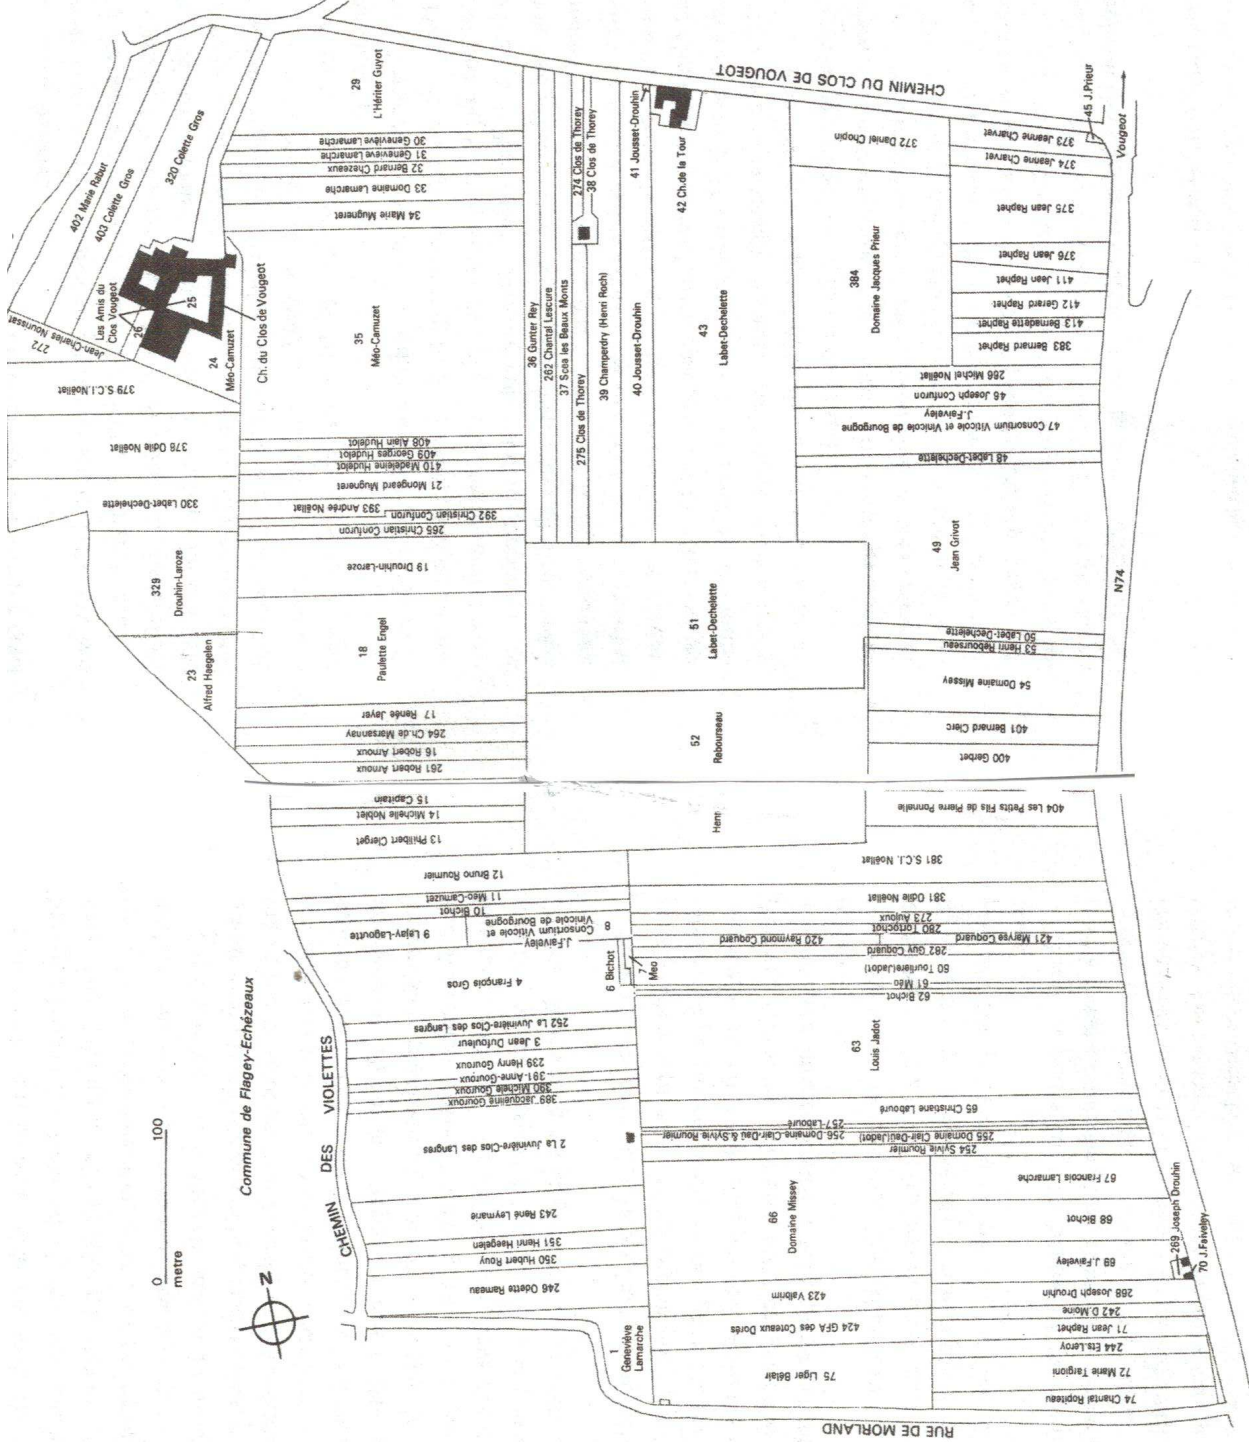 CHEMIN DU CLOS DE VOUGEOT
402 Marie Rabut
403 Colette Gros
320 Colette Gros
29
L'Hériter Guyot
30 Geneviève Lamarche
31 Geneviève Lamarche
32 Bernard Chezeaux
33 Domaine Lamarche
34 Marie Mugneret
Les Amis du
Clos Vougeot
25
26
24
Méo-Camuzet
Ch. du Clos de Vougeot
272
Jean-Charles Nourissat
379 S.C.I.Noëllat
378 Odile Noëllat
330 Labet-Dechelette
329
Drouhin-Laroze
23
Alfred Haegelen
35
Méo-Camuzet
408 Alain Hudelot
409 Georges Hudelot
410 Madeleine Hudelot
21 Mongeard Mugneret
393 Andrée Noëllat
392 Christian Confuron
265 Christian Confuron
19 Drouhin-Laroze
18
Paulette Engel
17 Renée Jayer
264 Ch.de Marsannay
16 Robert Arnoux
261 Robert Arnoux
15 Capitain
14 Michelle Noblet
13 Philibert Clerget
12 Bruno Roumier
11 Meo-Camuzet
10 Bichot
9 Lejay-Lagoutte
8
Consortium Viticole et
Vinicole de Bourgogne
J.Faiveley
6 Bichot
7
Meo
36 Gunter Rey
262 Chantal Lescure
37 Scea les Beaux Monts
274 Clos de Thorey
38 Clos de Thorey
275 Clos de Thorey
39 Champerdry (Henri Roch)
40 Jousset-Drouhin
41 Jousset-Drouhin
42 Ch.de la Tour
43
Labet-Dechelette
372 Daniel Chopin
45 J.Prieur
Vougeot
373 Jeanne Charvet
374 Jeanne Charvet
375 Jean Raphet
376 Jean Raphet
411 Jean Raphet
412 Gerard Raphet
413 Bernadette Raphet
383 Bernard Raphet
384
Domaine Jacques Prieur
266 Michel Noëllat
46 Joseph Confuron
47 Consortium Viticole et Vinicole de Bourgogne
J.Faiveley
48 Labet-Dechelette
49
Jean Grivot
N74
50 Labet-Dechelette
53 Henri Rebourseau
54 Domaine Missey
401 Bernard Clerc
400 Gerbet
51
Labet-Dechelette
52
Rebourseau
Henri
404 Les Petits Fils de Pierre Ponnelle
381 S.C.I. Noëllat
381 Odile Noëllat
273 Aujoux
280 Tortochot
420 Raymond Coquard
421 Maryse Coquard
282 Guy Coquard
60 Tourlière(Jadot)
61 Méo
62 Bichot
63
Louis Jadot
65 Christiane Labouré
257-Labouré
256-Domaine-Clair-Daü & Sylvie Roumier
255 Domaine Clair-Daü(Jadot)
254 Sylvie Roumier
4 François Gros
252 La Juvinière-Clos des Langres
3 Jean Dufouleur
239 Henry Gouroux
391-Anne-Gouroux
390 Michele Gouroux
389 Jacqueline Gouroux
2 La Juvinière-Clos des Langres
243 René Leymarie
351 Henri Haegelen
350 Hubert Rouy
246 Odette Rameau
1
Geneviève
Lamarche
66
Domaine Missey
423 Valorim
424 GFA des Coteaux Dorés
75 Liger Bélair
67 Francois Lamarche
68 Bichot
69 J.Faiveley
269 Joseph Drouhin
70 J.Faiveley
268 Joseph Drouhin
242 D.Moine
71 Jean Raphet
244 Ets.Leroy
72 Marie Targioni
74 Chantal Ropiteau
RUE DE MORLAND
CHEMIN DES VIOLETTES
Commune de Flagey-Echézeaux
0 100
metre
N